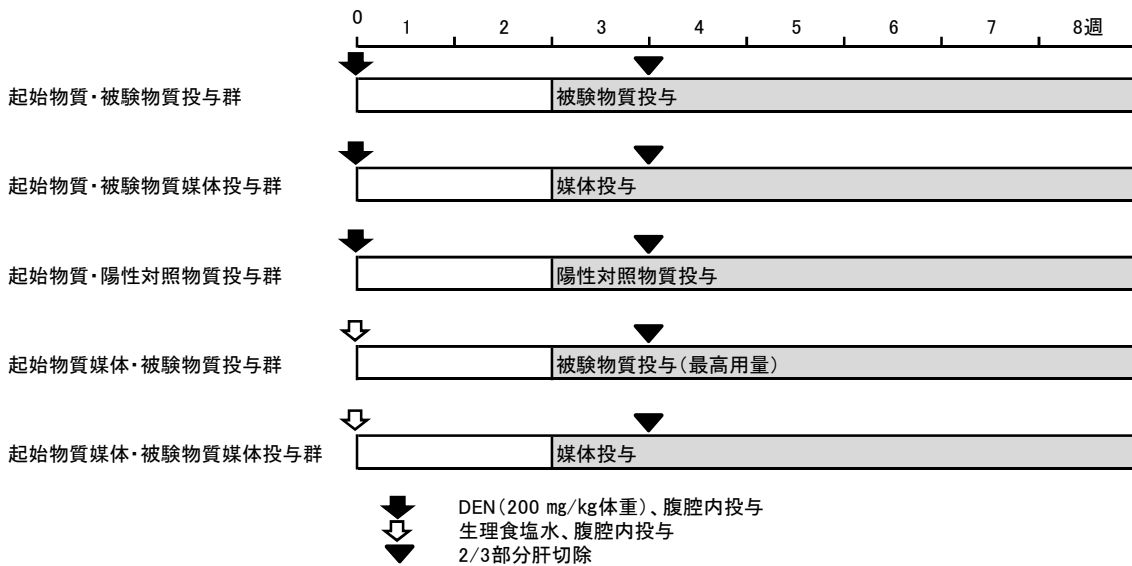 0 1 2 3 4 5 6 7 8週
起始物質・被験物質投与群 被験物質投与
起始物質・被験物質媒体投与群 媒体投与
起始物質・陽性対照物質投与群 陽性対照物質投与
起始物質媒体・被験物質投与群 被験物質投与(最高用量)
起始物質媒体・被験物質媒体投与群 媒体投与
DEN(200 mg/kg体重)、腹腔内投与
生理食塩水、腹腔内投与
2/3部分肝切除